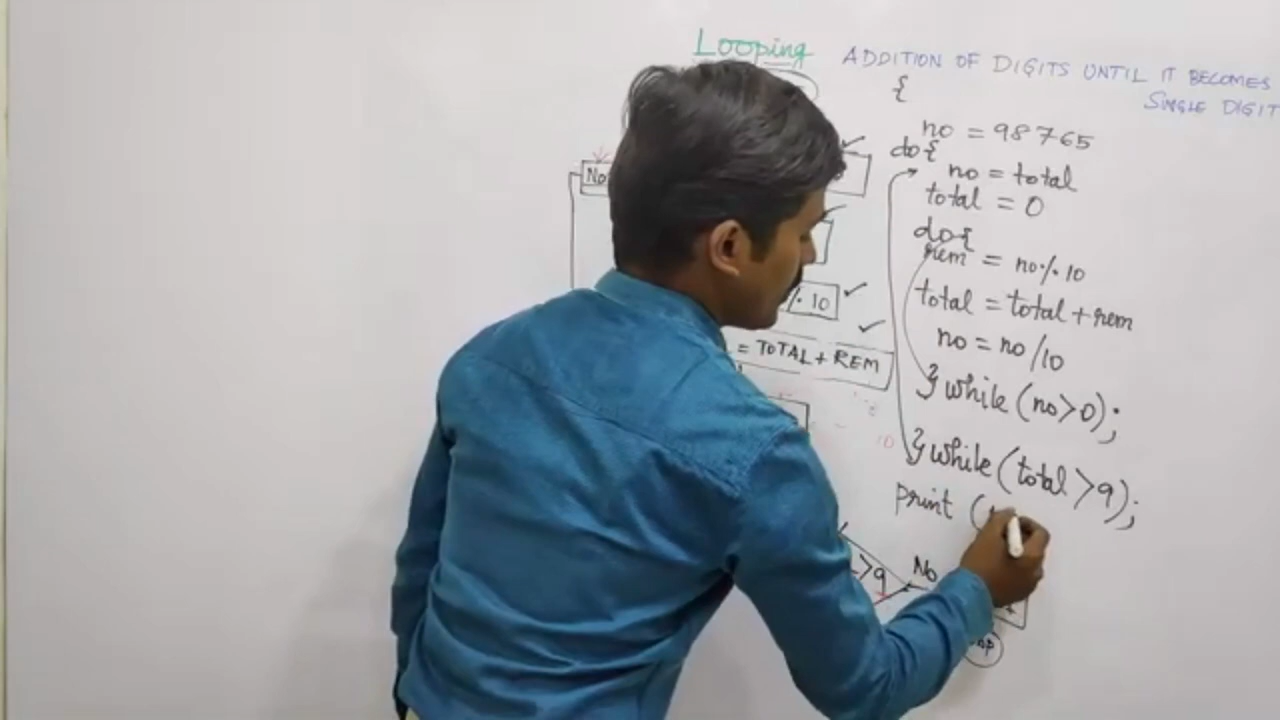 Looping
ADDITION OF DIGITS UNTIL IT BECOMES
SINGLE DIGIT
{
no = 98765
do{
no = total
total = 0
do{
rem = no % 10
total = total + rem
no = no / 10
} while (no > 0);
} while (total > 9);
print (
No
% 10
= TOTAL + REM
10
>9
No